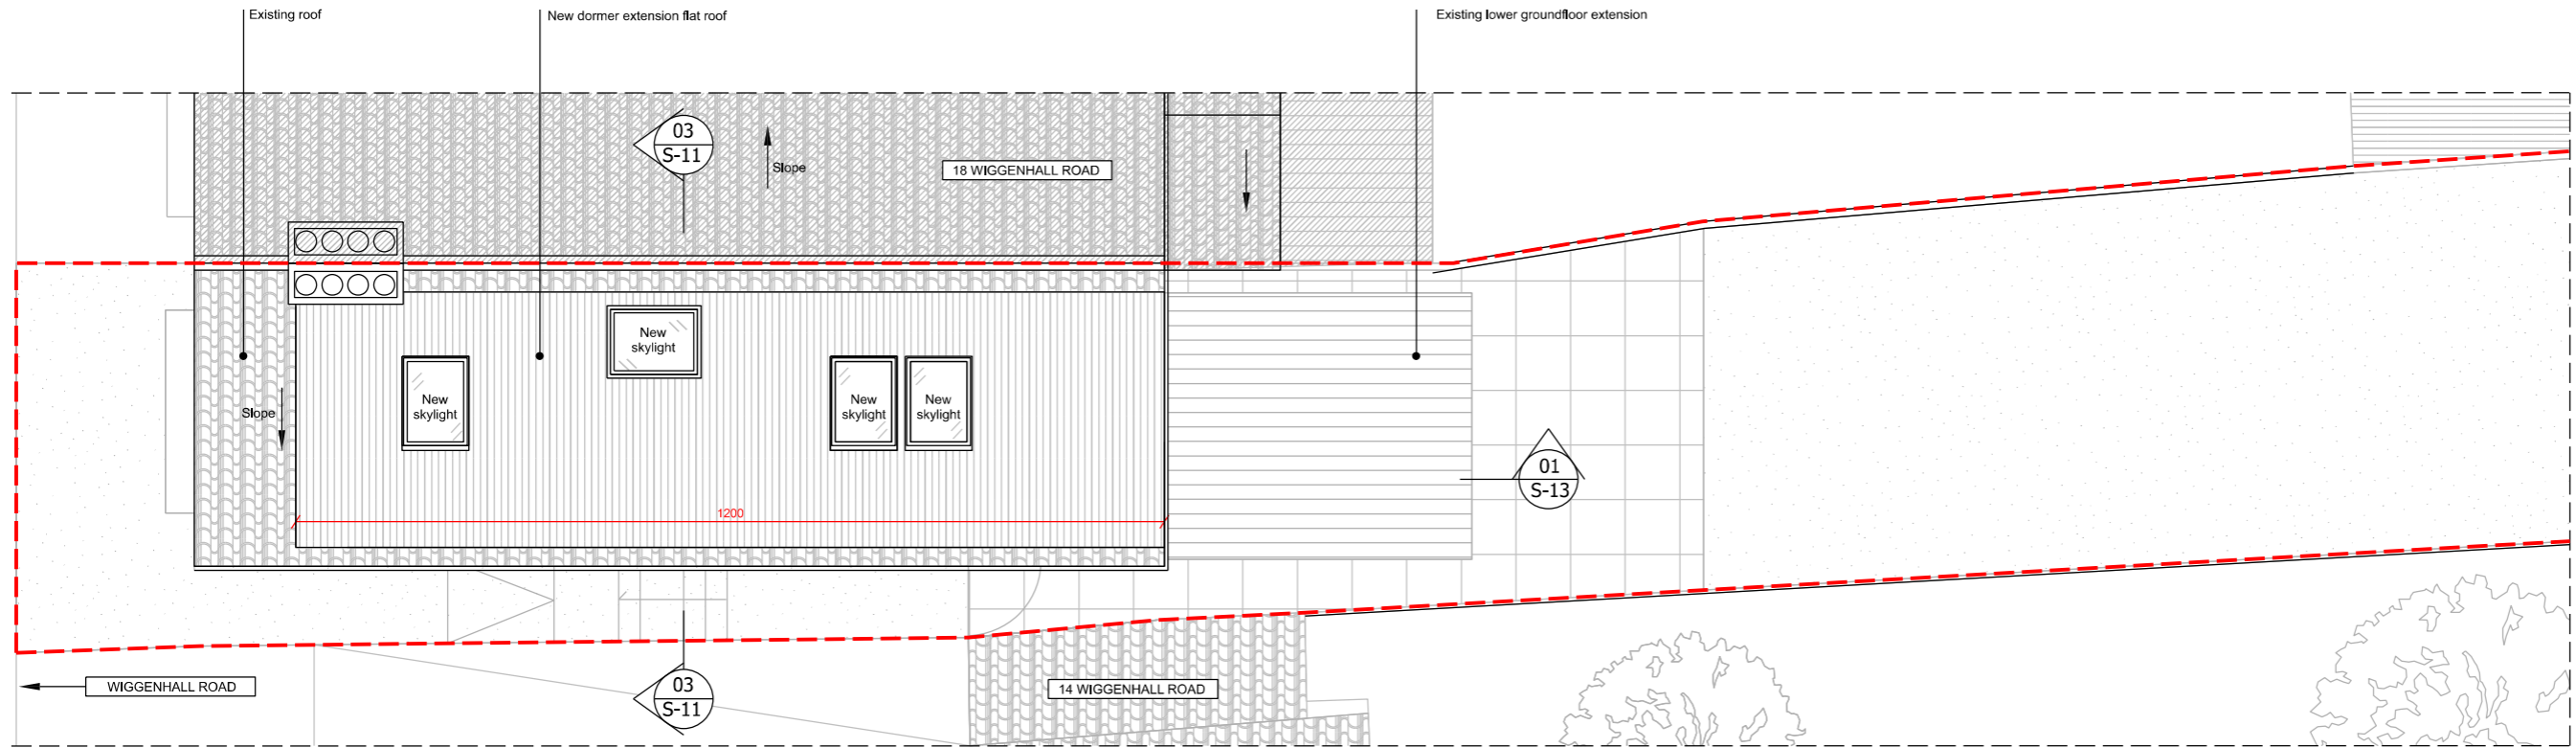 Existing roof
New dormer extension flat roof
Existing lower groundfloor extension
03
S-11
Slope
18 WIGGENHALL ROAD
New
skylight
New
skylight
New
skylight
New
skylight
Slope
01
S-13
1200
WIGGENHALL ROAD
03
S-11
14 WIGGENHALL ROAD